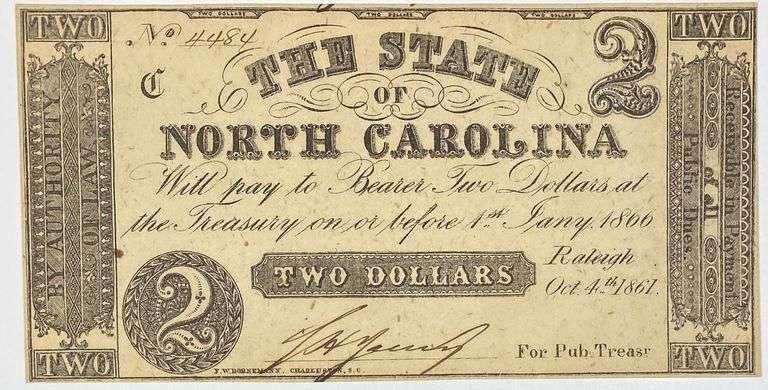 TWO DOLLARS TWO DOLLARS TWO DOLLARS
TWO
TWO
No. 4484
THE STATE
2
C
OF
NORTH CAROLINA
Will pay to Bearer Two Dollars at
the Treasury on or before 1st Jany. 1866
Raleigh
TWO DOLLARS
Oct. 4th 1861.
2
For Pub. Treasr
F.W. BORNEMANN, CHARLESTON, S.C.
TWO
TWO
BY AUTHORITY
OF LAW
Receivable in Payment
of all
Public Dues.